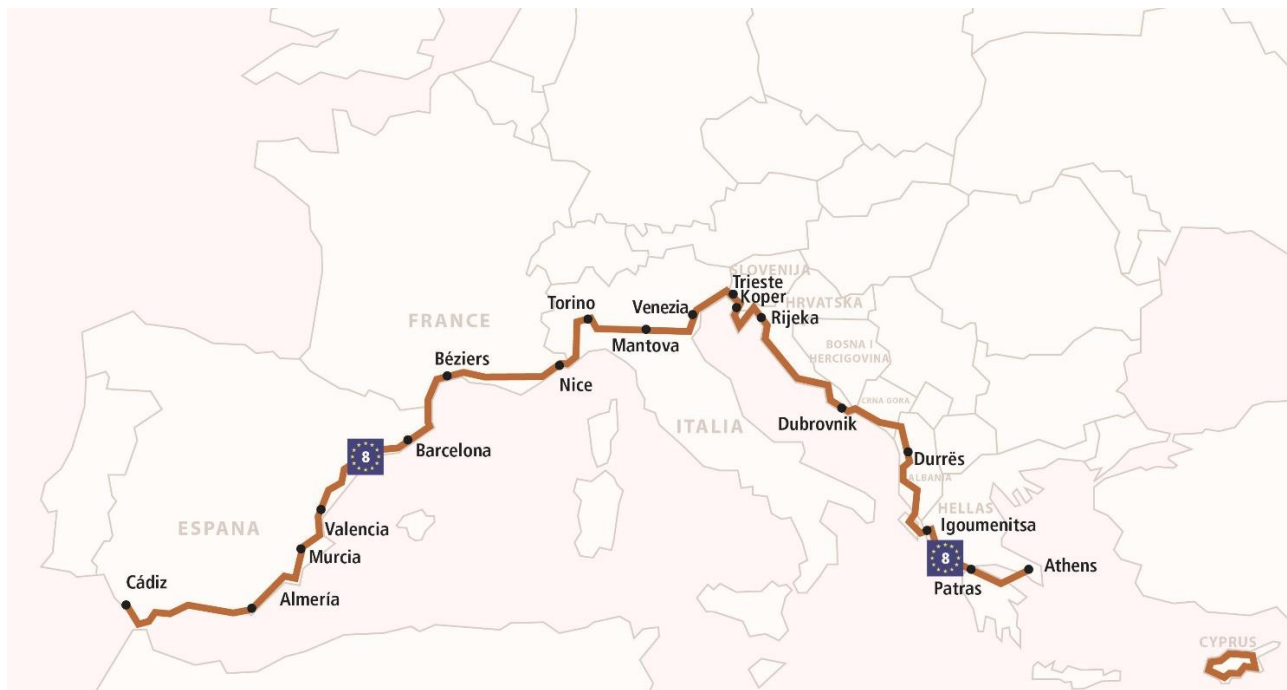 SLOVENIJA
Trieste
Koper
HRVATSKA
Rijeka
Torino
Venezia
Mantova
FRANCE
BOSNA I
HERCIGOVINA
Béziers
Nice
CRNA GORA
Dubrovnik
ITALIA
Barcelona
8
Durrës
ALBANIA
HELLAS
Igoumenitsa
ESPANA
Valencia
Murcia
8
Patras
Athens
Cádiz
Almería
CYPRUS